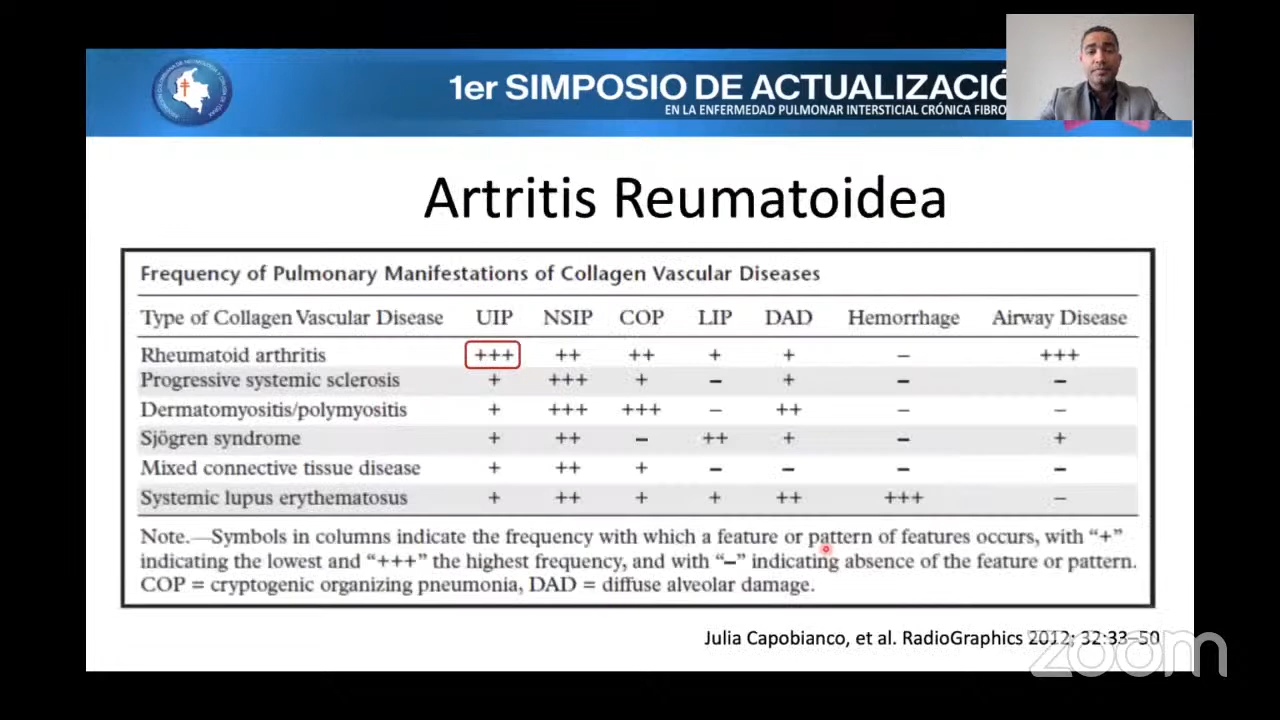 1er SIMPOSIO DE ACTUALIZACIÓ
EN LA ENFERMEDAD PULMONAR INTERSTICIAL CRÓNICA FIBRO
Artritis Reumatoidea
Frequency of Pulmonary Manifestations of Collagen Vascular Diseases
Type of Collagen Vascular Disease UIP NSIP COP LIP DAD Hemorrhage Airway Disease
Rheumatoid arthritis +++ ++ ++ + + – +++
Progressive systemic sclerosis + +++ + – + – –
Dermatomyositis/polymyositis + +++ +++ – ++ – –
Sjögren syndrome + ++ – ++ + – +
Mixed connective tissue disease + ++ + – – – –
Systemic lupus erythematosus + ++ + + ++ +++ –
Note.—Symbols in columns indicate the frequency with which a feature or pattern of features occurs, with “+”
indicating the lowest and “+++” the highest frequency, and with “–” indicating absence of the feature or pattern.
COP = cryptogenic organizing pneumonia, DAD = diffuse alveolar damage.
Julia Capobianco, et al. RadioGraphics 2012; 32:33–50
zoom